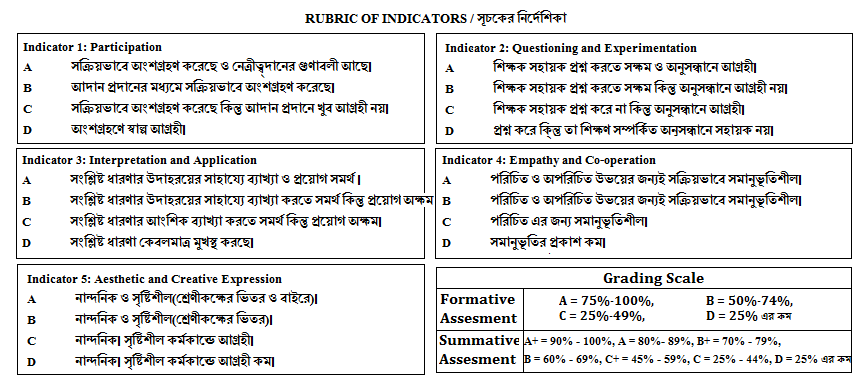 RUBRIC OF INDICATORS / সূচকের নির্দেশিকা
Indicator 1: Participation
A সক্রিয়ভাবে অংশগ্রহণ করেছে ও নেত্রীত্বদানের গুণাবলী আছে।
B আদান প্রদানের মধ্যমে সক্রিয়ভাবে অংশগ্রহণ করেছে।
C সক্রিয়ভাবে অংশগ্রহণ করেছে কিন্তু আদান প্রদানে খুব আগ্রহী নয়।
D অংশগ্রহণে স্বাল্প আগ্রহী।
Indicator 2: Questioning and Experimentation
A শিক্ষক সহায়ক প্রশ্ন করতে সক্ষম ও অনুসন্ধানে আগ্রহী।
B শিক্ষক সহায়ক প্রশ্ন করতে সক্ষম কিন্তু অনুসন্ধানে আগ্রহী নয়।
C শিক্ষক সহায়ক প্রশ্ন করে না কিন্তু অনুসন্ধানে আগ্রহী।
D প্রশ্ন করে কিন্তু তা শিক্ষণ সম্পর্কিত অনুসন্ধানে সহায়ক নয়।
Indicator 3: Interpretation and Application
A সংশ্লিষ্ট ধারণার উদাহরয়ের সাহায্যে ব্যাখ্যা ও প্রয়োগ সমর্থ।
B সংশ্লিষ্ট ধারণার উদাহরয়ের সাহায্যে ব্যাখ্যা করতে সমর্থ কিন্তু প্রয়োগ অক্ষম
C সংশ্লিষ্ট ধারণার আংশিক ব্যাখ্যা করতে সমর্থ কিন্তু প্রয়োগ অক্ষম।
D সংশ্লিষ্ট ধারণা কেবলমাত্র মুখস্থ করছে।
Indicator 4: Empathy and Co-operation
A পরিচিত ও অপরিচিত উভয়ের জন্যই সক্রিয়ভাবে সমানুভূতিশীল।
B পরিচিত ও অপরিচিত উভয়ের জন্যই সক্রিয়ভাবে সমানুভূতিশীল।
C পরিচিত এর জন্য সমানুভূতিশীল।
D সমানুভূতির প্রকাশ কম।
Indicator 5: Aesthetic and Creative Expression
A নান্দনিক ও সৃষ্টিশীল(শ্রেণীকক্ষের ভিতর ও বাইরে)।
B নান্দনিক ও সৃষ্টিশীল(শ্রেণীকক্ষের ভিতর)।
C নান্দনিক। সৃষ্টিশীল কর্মকান্ডে আগ্রহী।
D নান্দনিক। সৃষ্টিশীল কর্মকান্ডে আগ্রহী কম।
Grading Scale
Formative A = 75%-100%, B = 50%-74%,
Assesment C = 25%-49%, D = 25% এর কম
Summative A+ = 90% - 100%, A = 80%- 89%, B+ = 70% - 79%,
Assesment B = 60% - 69%, C+ = 45% - 59%, C = 25% - 44%, D = 25% এর কম